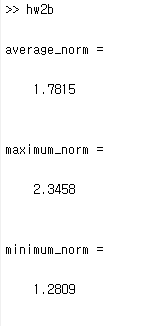 >> hw2b
average_norm =
1.7815
maximum_norm =
2.3458
minimum_norm =
1.2809